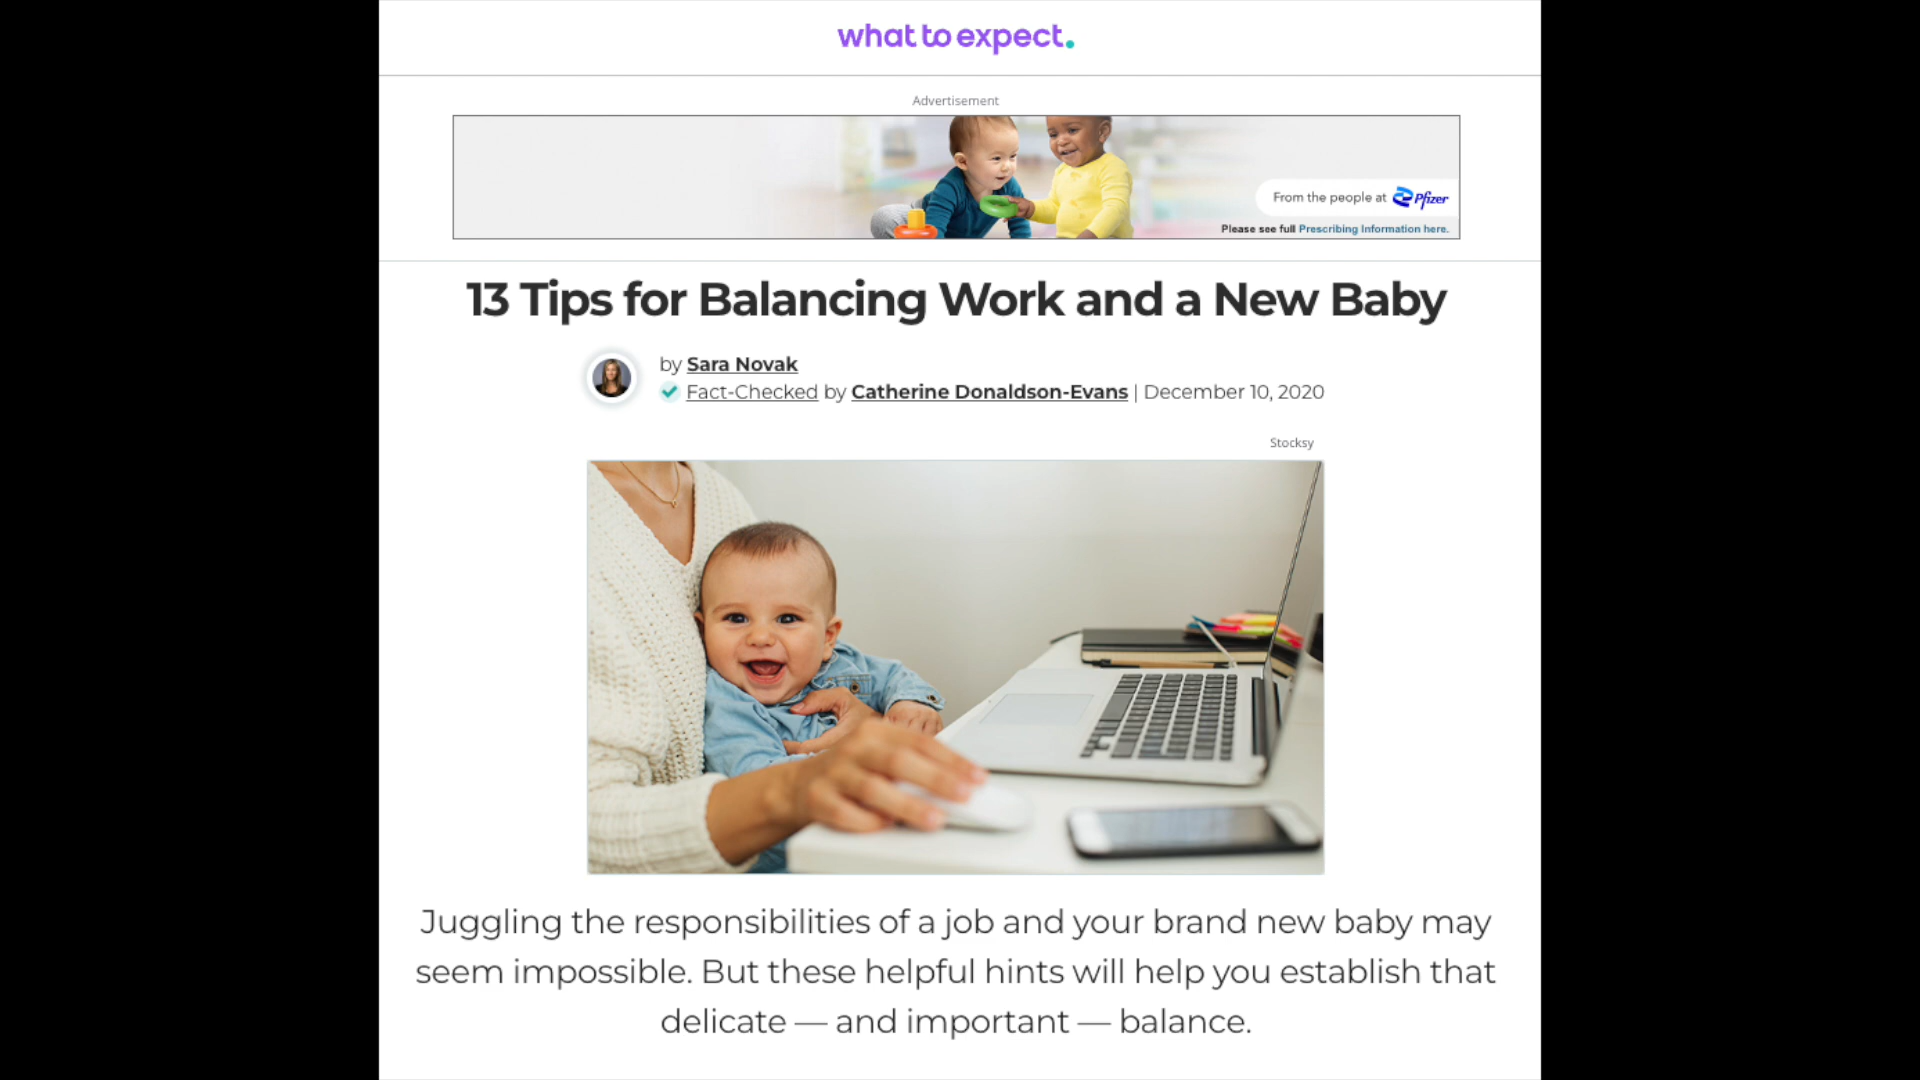 what to expect.
Advertisement
From the people at Pfizer
Please see full Prescribing Information here.
13 Tips for Balancing Work and a New Baby
by Sara Novak
Fact-Checked by Catherine Donaldson-Evans | December 10, 2020
Stocksy
Juggling the responsibilities of a job and your brand new baby may
seem impossible. But these helpful hints will help you establish that
delicate — and important — balance.